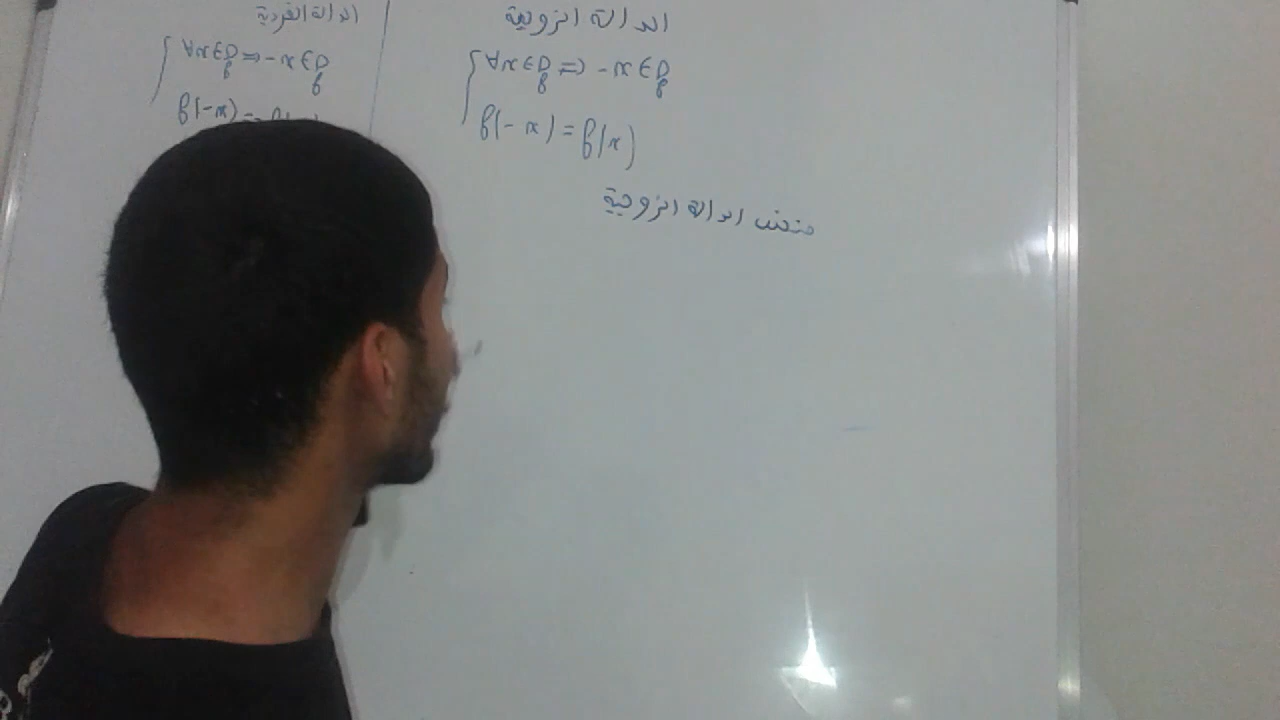 الدالة الزوجية
∀x∈D_f ⇔ -x∈D_f
f(-x) = f(x)
منحنى الدالة الزوجية
الدالة الفردية
∀x∈D_f ⇔ -x∈D_f
f(-x) = -